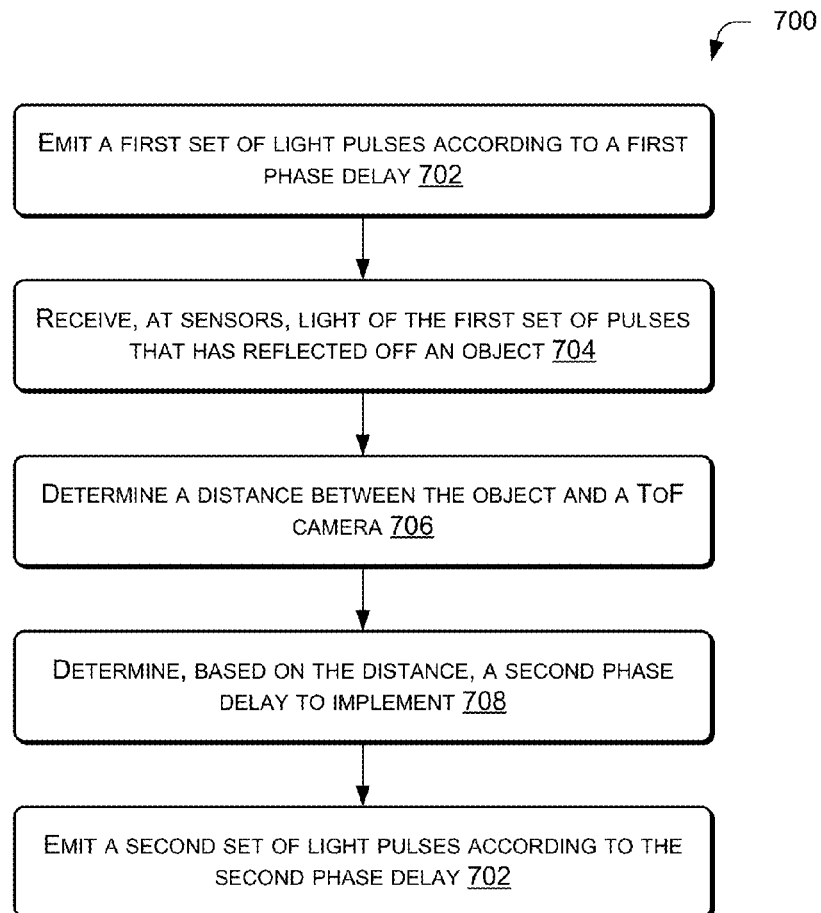 700
EMIT A FIRST SET OF LIGHT PULSES ACCORDING TO A FIRST
PHASE DELAY 702
RECEIVE, AT SENSORS, LIGHT OF THE FIRST SET OF PULSES
THAT HAS REFLECTED OFF AN OBJECT 704
DETERMINE A DISTANCE BETWEEN THE OBJECT AND A TOF
CAMERA 706
DETERMINE, BASED ON THE DISTANCE, A SECOND PHASE
DELAY TO IMPLEMENT 708
EMIT A SECOND SET OF LIGHT PULSES ACCORDING TO THE
SECOND PHASE DELAY 702